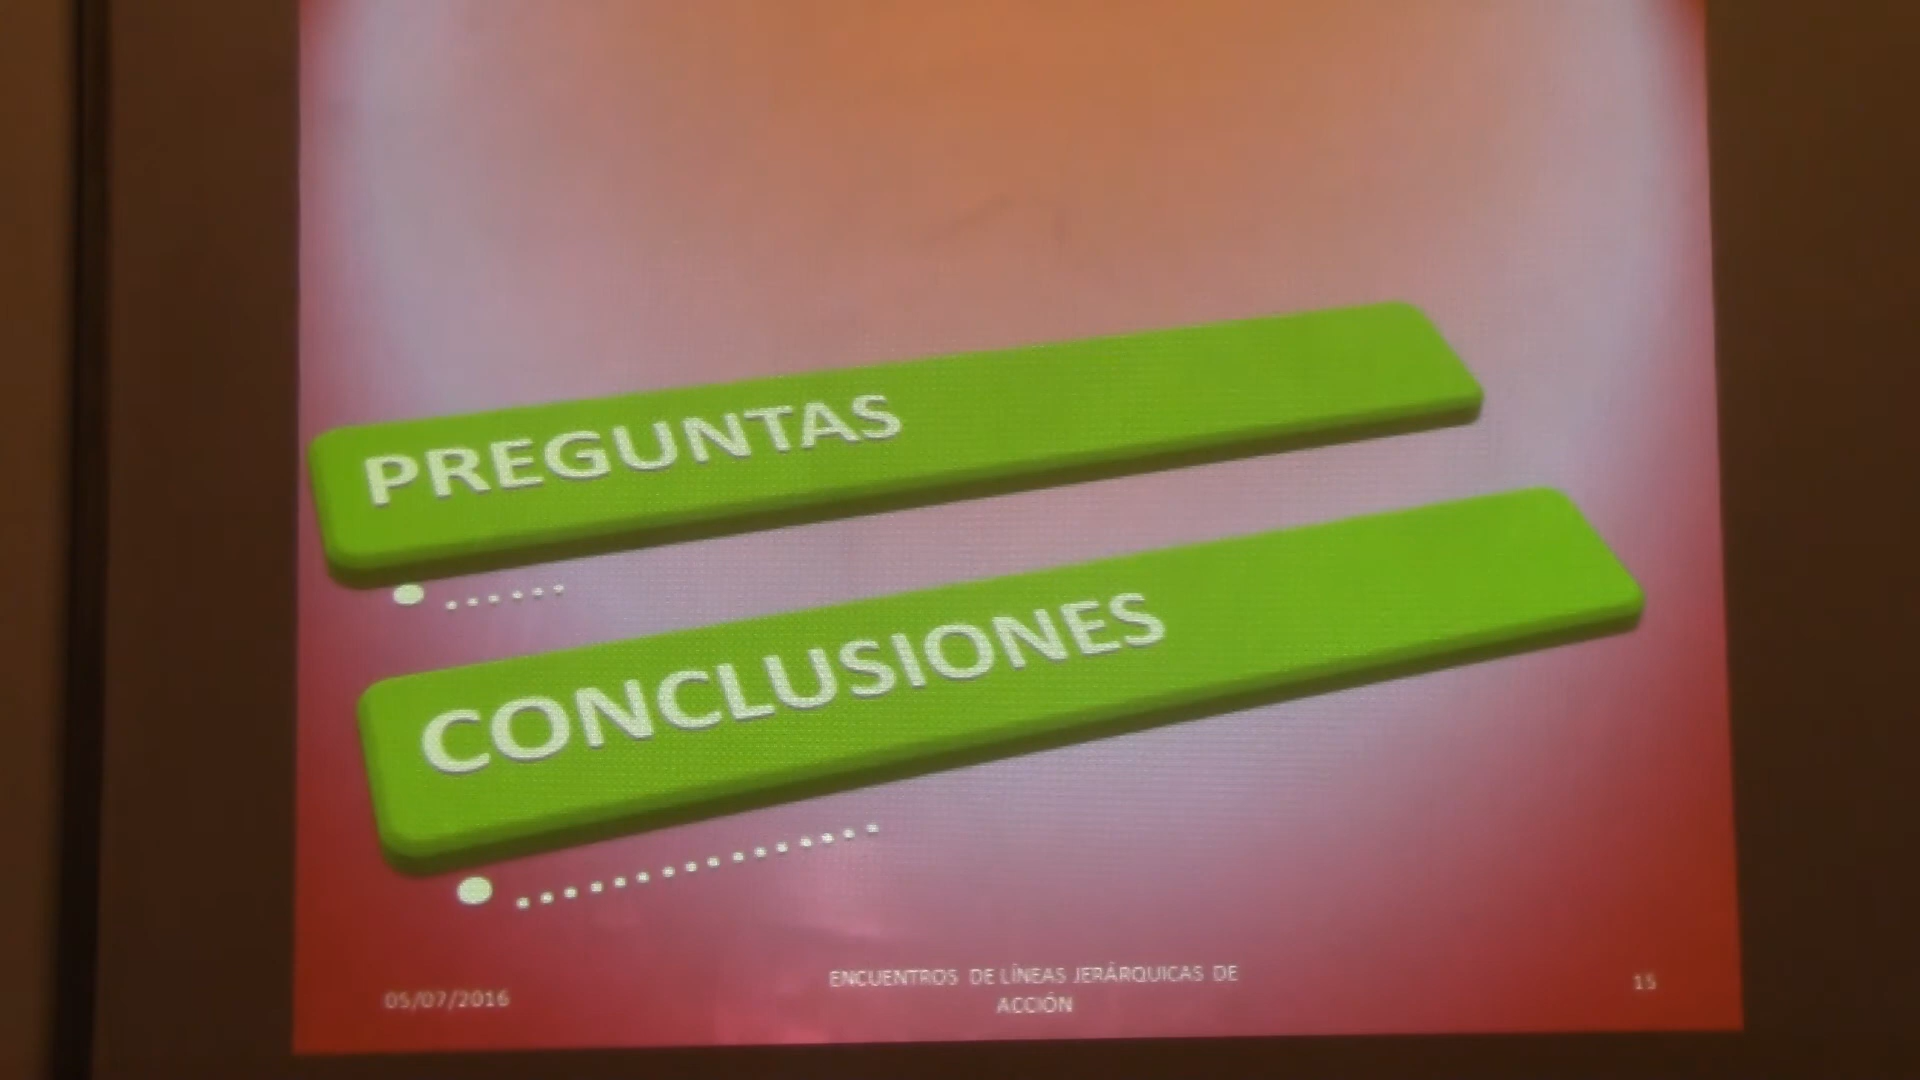 PREGUNTAS
• ......
CONCLUSIONES
• ................
05/07/2016
ENCUENTROS DE LÍNEAS JERÁRQUICAS DE
ACCIÓN
15